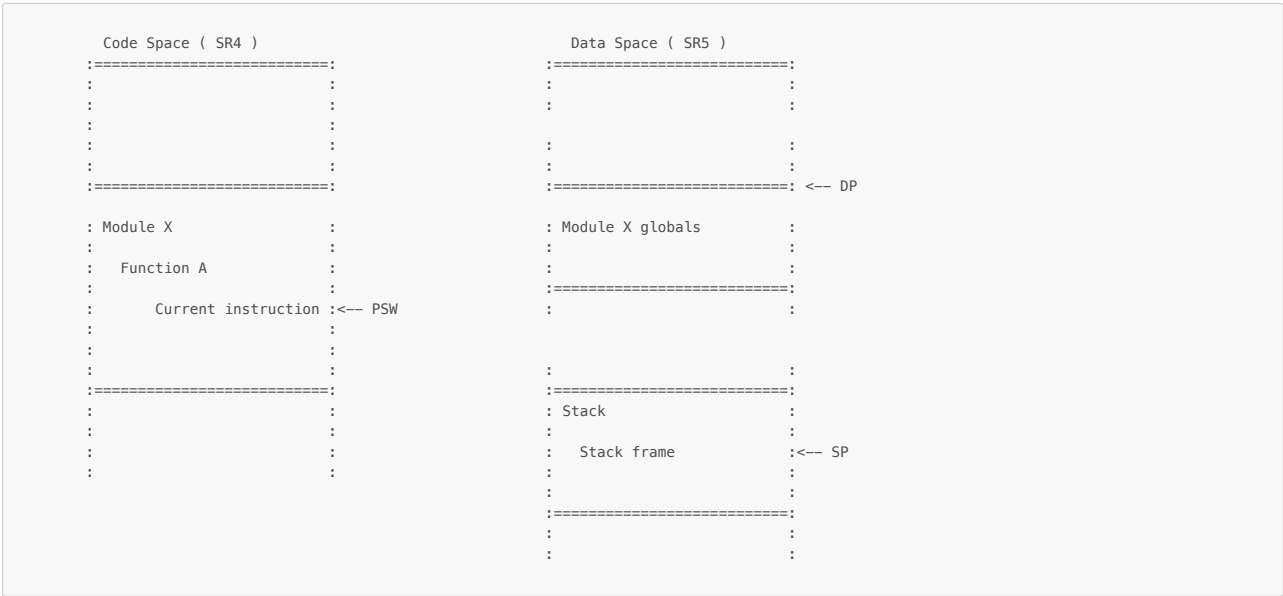 Code Space ( SR4 )                                   Data Space ( SR5 )
:==========================:                        :==========================:
:                          :                        :                          :
:                          :                        :                          :
:                          :
:                          :                        :                          :
:                          :                        :                          :
:==========================:                        :==========================: <-- DP
: Module X                 :                        : Module X globals         :
:                          :                        :                          :
:   Function A             :                        :                          :
:                          :                        :==========================:
:       Current instruction :<-- PSW                :                          :
:                          :
:                          :
:                          :                        :                          :
:==========================:                        :==========================:
:                          :                        : Stack                    :
:                          :                        :                          :
:                          :                        :   Stack frame            :<-- SP
:                          :                        :                          :
                                                    :                          :
                                                    :==========================:
                                                    :                          :
                                                    :                          :